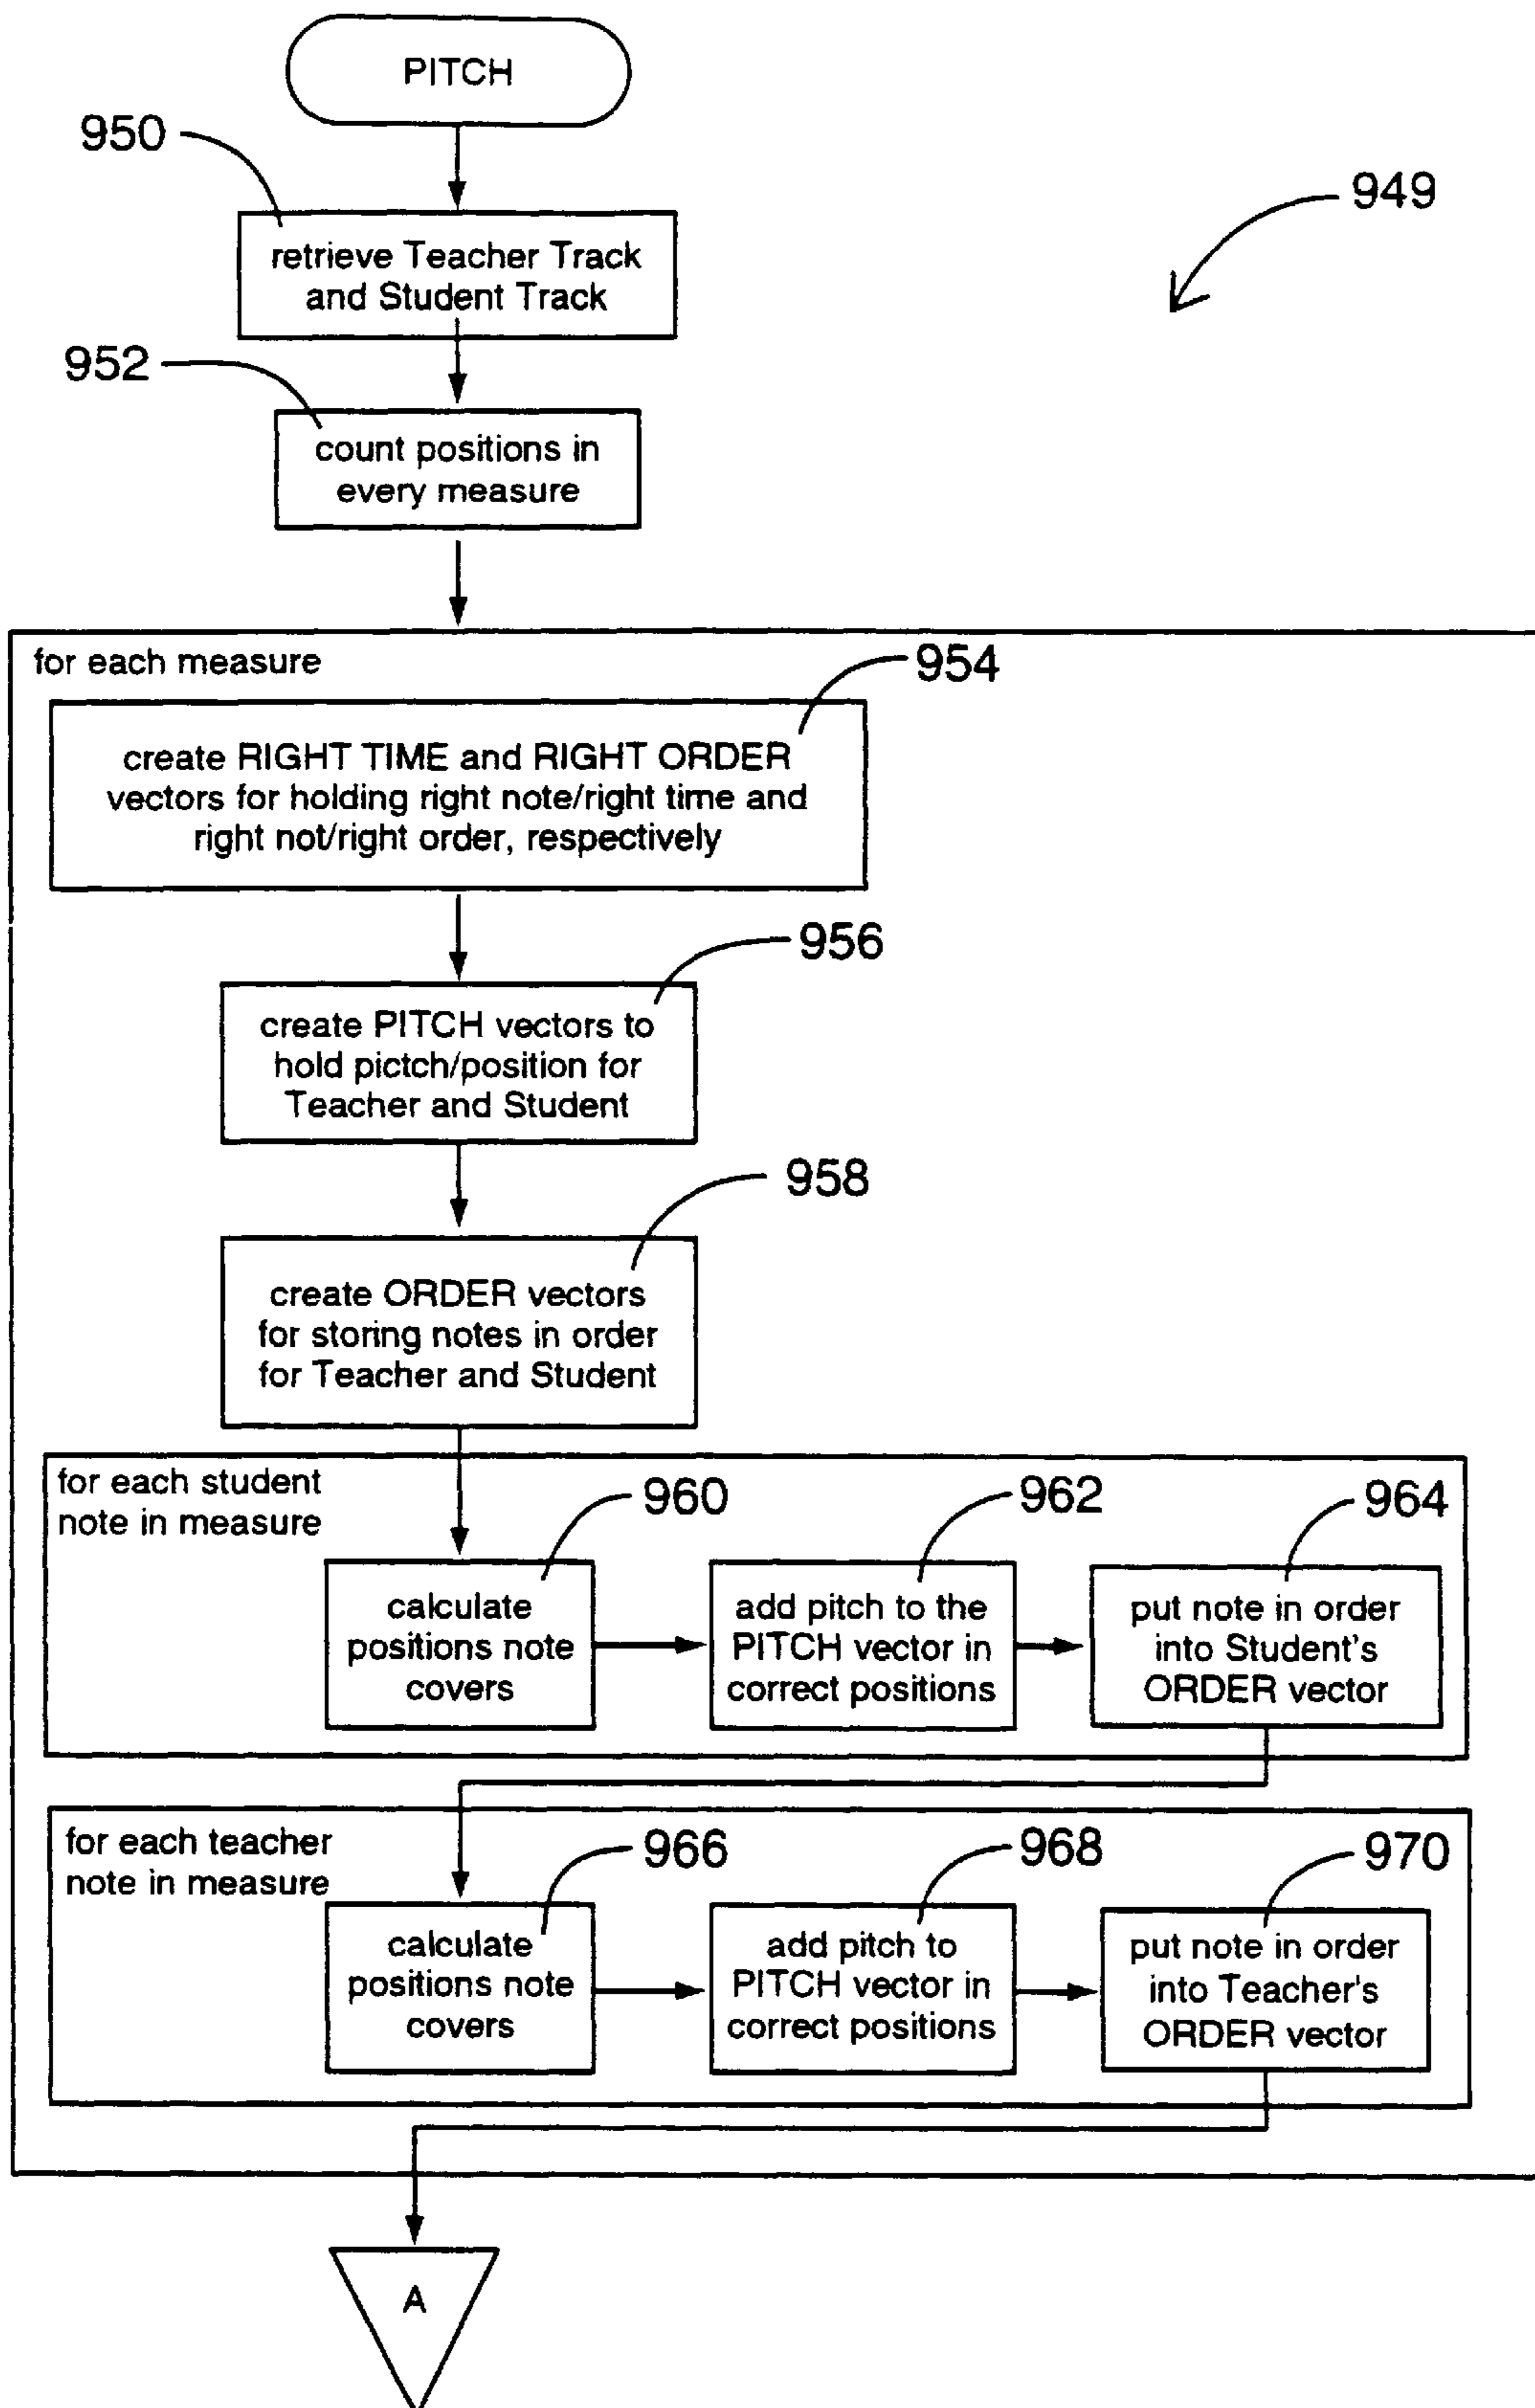 PITCH
950
949
retrieve Teacher Track
and Student Track
952
count positions in
every measure
for each measure
954
create RIGHT TIME and RIGHT ORDER
vectors for holding right note/right time and
right not/right order, respectively
956
create PITCH vectors to
hold pictch/position for
Teacher and Student
958
create ORDER vectors
for storing notes in order
for Teacher and Student
for each student
note in measure
960
962
964
calculate
positions note
covers
add pitch to the
PITCH vector in
correct positions
put note in order
into Student's
ORDER vector
for each teacher
note in measure
966
968
970
calculate
positions note
covers
add pitch to
PITCH vector in
correct positions
put note in order
into Teacher's
ORDER vector
A